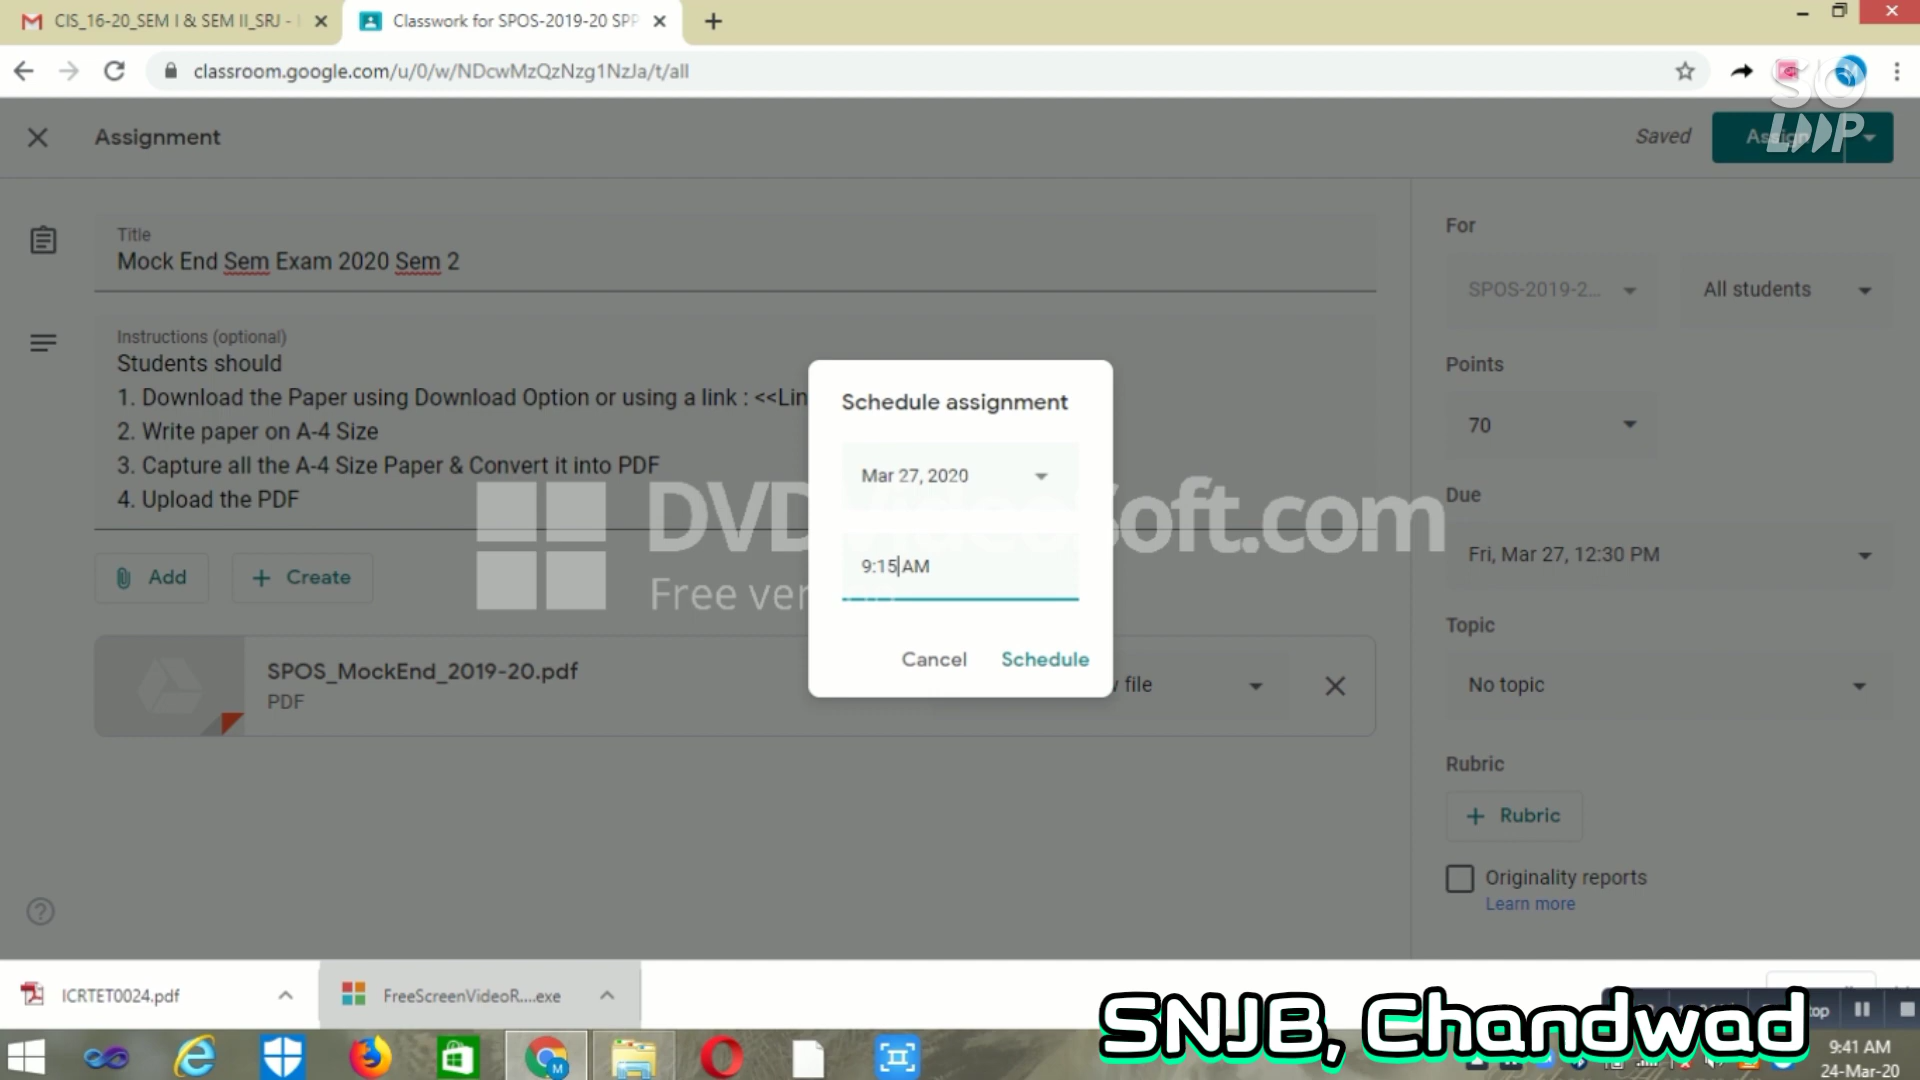 CIS_16-20_SEM I & SEM II_SRJ -
Classwork for SPOS-2019-20 SPP
classroom.google.com/u/0/w/NDcwMzQzNzg1NzJa/t/all
SO
LOOP
Assignment
Saved
Assign
Title
Mock End Sem Exam 2020 Sem 2
Instructions (optional)
Students should
1. Download the Paper using Download Option or using a link : <<Lin
2. Write paper on A-4 Size
3. Capture all the A-4 Size Paper & Convert it into PDF
4. Upload the PDF
Add
Create
SPOS_MockEnd_2019-20.pdf
PDF
file
Schedule assignment
Mar 27, 2020
9:15 AM
Cancel
Schedule
DVDVideoSoft.com
Free version
For
SPOS-2019-2...
All students
Points
70
Due
Fri, Mar 27, 12:30 PM
Topic
No topic
Rubric
Rubric
Originality reports
Learn more
ICRTET0024.pdf
FreeScreenVideoR....exe
SNJB, Chandwad
9:41 AM
24-Mar-20